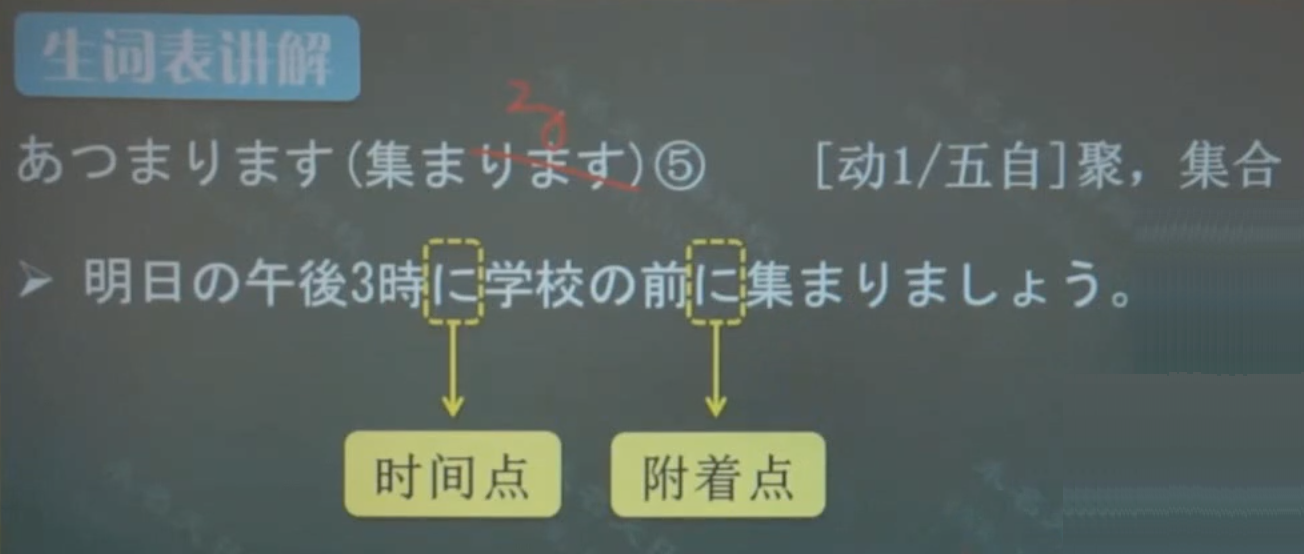 生词表讲解
る
あつまります(集まります)⑤ [动1/五自]聚，集合
➢ 明日の午後3時に学校の前に集まりましょう。
时间点 附着点